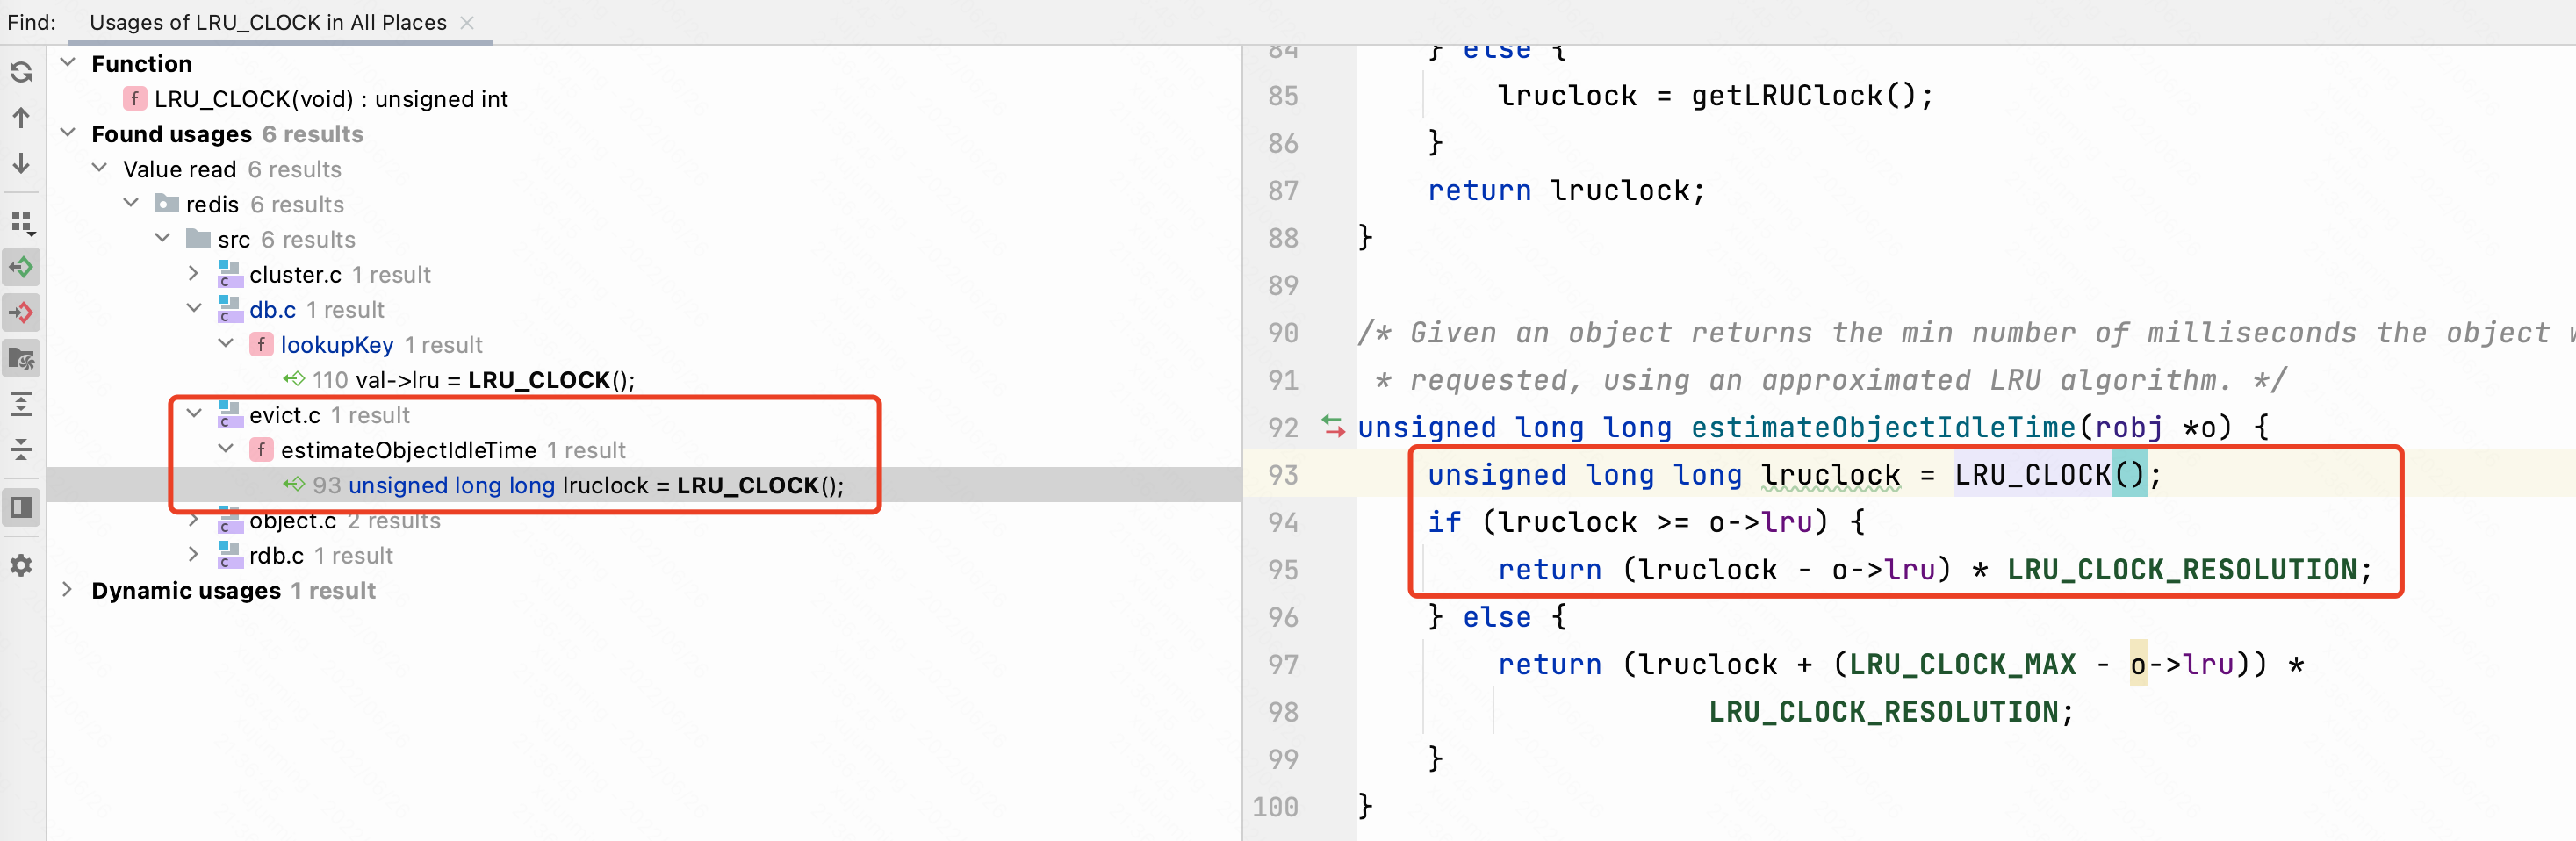 Find: Usages of LRU_CLOCK in All Places
Function
f LRU_CLOCK(void) : unsigned int
Found usages 6 results
Value read 6 results
redis 6 results
src 6 results
cluster.c 1 result
db.c 1 result
f lookupKey 1 result
110 val->lru = LRU_CLOCK();
evict.c 1 result
f estimateObjectIdleTime 1 result
93 unsigned long long lruclock = LRU_CLOCK();
object.c 2 results
rdb.c 1 result
Dynamic usages 1 result
84 } else {
85 lruclock = getLRUClock();
86 }
87 return lruclock;
88 }
89
90 /* Given an object returns the min number of milliseconds the object
91 * requested, using an approximated LRU algorithm. */
92 unsigned long long estimateObjectIdleTime(robj *o) {
93 unsigned long long lruclock = LRU_CLOCK();
94 if (lruclock >= o->lru) {
95 return (lruclock - o->lru) * LRU_CLOCK_RESOLUTION;
96 } else {
97 return (lruclock + (LRU_CLOCK_MAX - o->lru)) *
98 LRU_CLOCK_RESOLUTION;
99 }
100 }